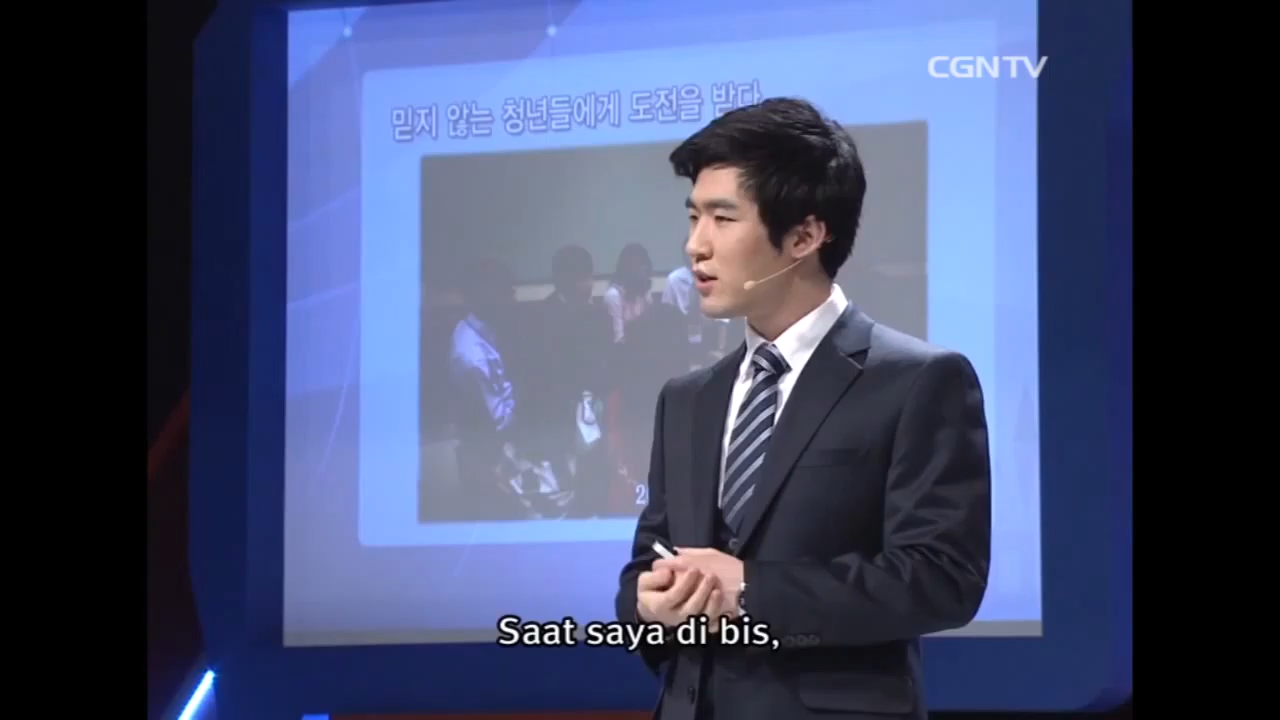 CGNTV
믿지 않는 청년들에게 도전을 받다
Saat saya di bis,